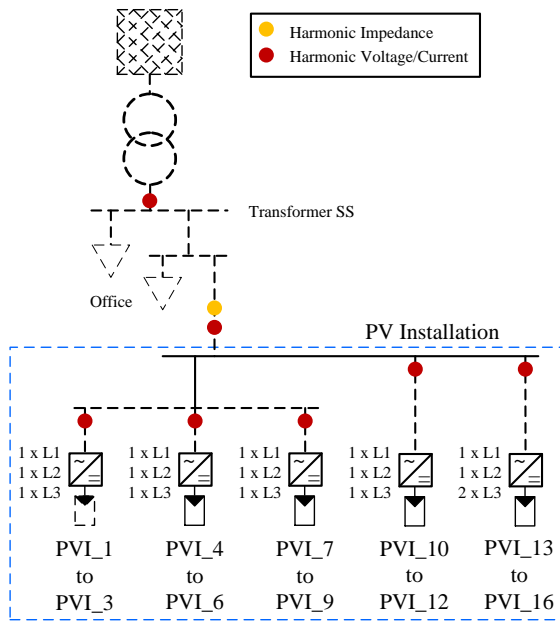 Harmonic Impedance
Harmonic Voltage/Current
Transformer SS
Office
PV Installation
1 x L1
1 x L2
1 x L3
~
=
1 x L1
1 x L2
1 x L3
~
=
1 x L1
1 x L2
1 x L3
~
=
1 x L1
1 x L2
1 x L3
~
=
1 x L1
1 x L2
2 x L3
~
=
PVI_1
to
PVI_3
PVI_4
to
PVI_6
PVI_7
to
PVI_9
PVI_10
to
PVI_12
PVI_13
to
PVI_16